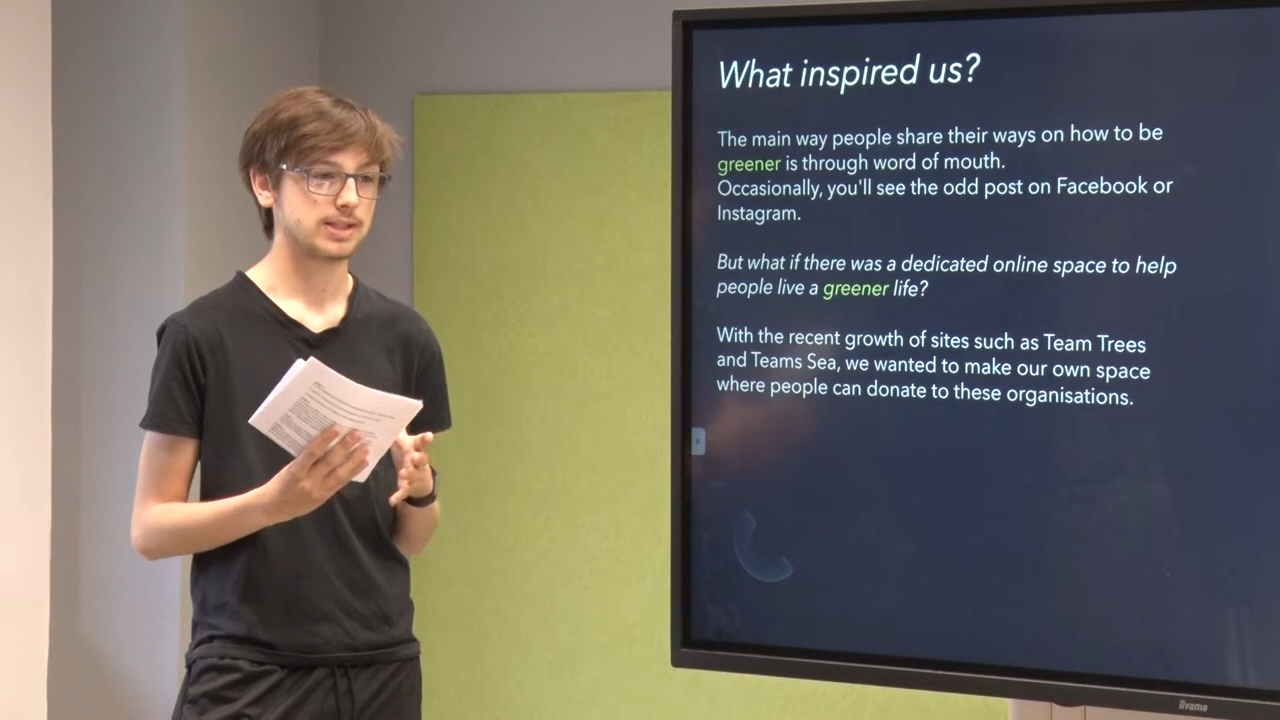 What inspired us?
The main way people share their ways on how to be
greener is through word of mouth.
Occasionally, you'll see the odd post on Facebook or
Instagram.
But what if there was a dedicated online space to help
people live a greener life?
With the recent growth of sites such as Team Trees
and Teams Sea, we wanted to make our own space
where people can donate to these organisations.
iiyama